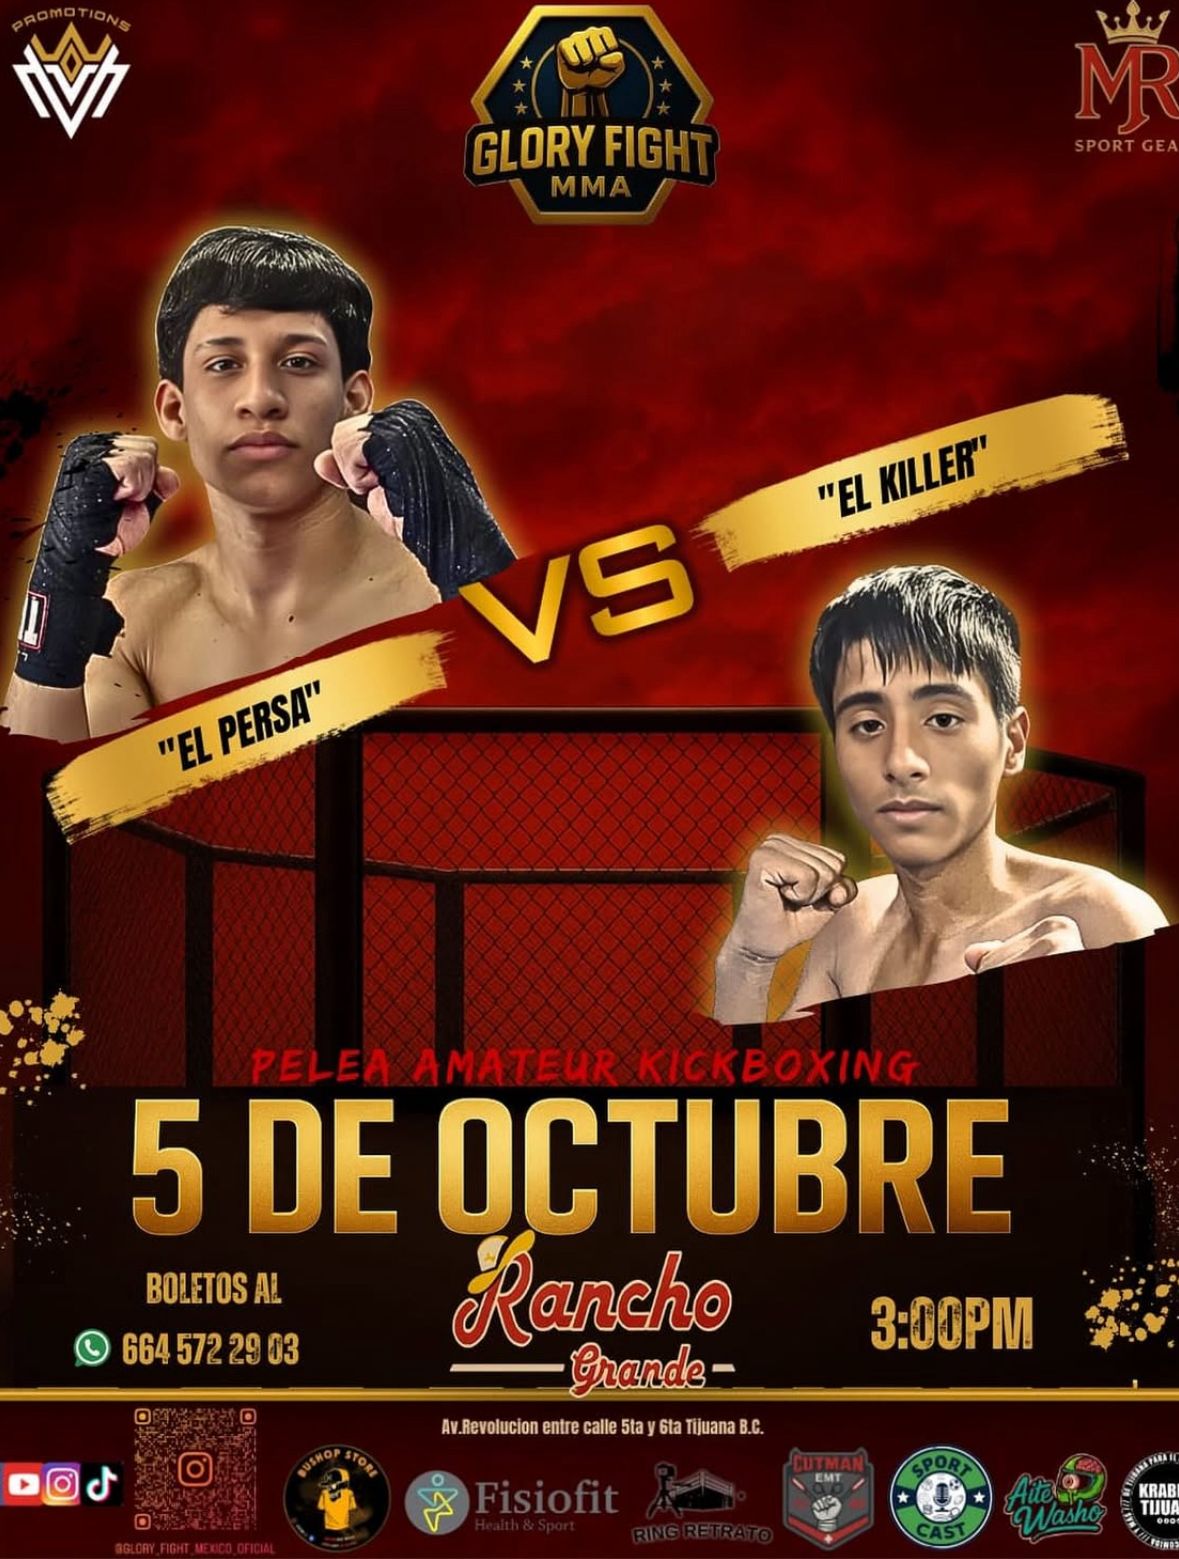 PROMOTIONS
GLORY FIGHT
MMA
MR
SPORT GEA
"EL KILLER"
VS
"EL PERSA"
PELEA AMATEUR KICKBOXING
5 DE OCTUBRE
BOLETOS AL
664 572 29 03
Rancho
Grande
3:00PM
Av.Revolucion entre calle 5ta y 6ta Tijuana B.C.
BUSHOP STORE
Fisiofit
Health & Sport
RING RETRATO
CUTMAN
EMT
SPORT
CAST
Aite
Washo
KRAB
TIJUA
@GLORY_FIGHT_MEXICO_OFICIAL